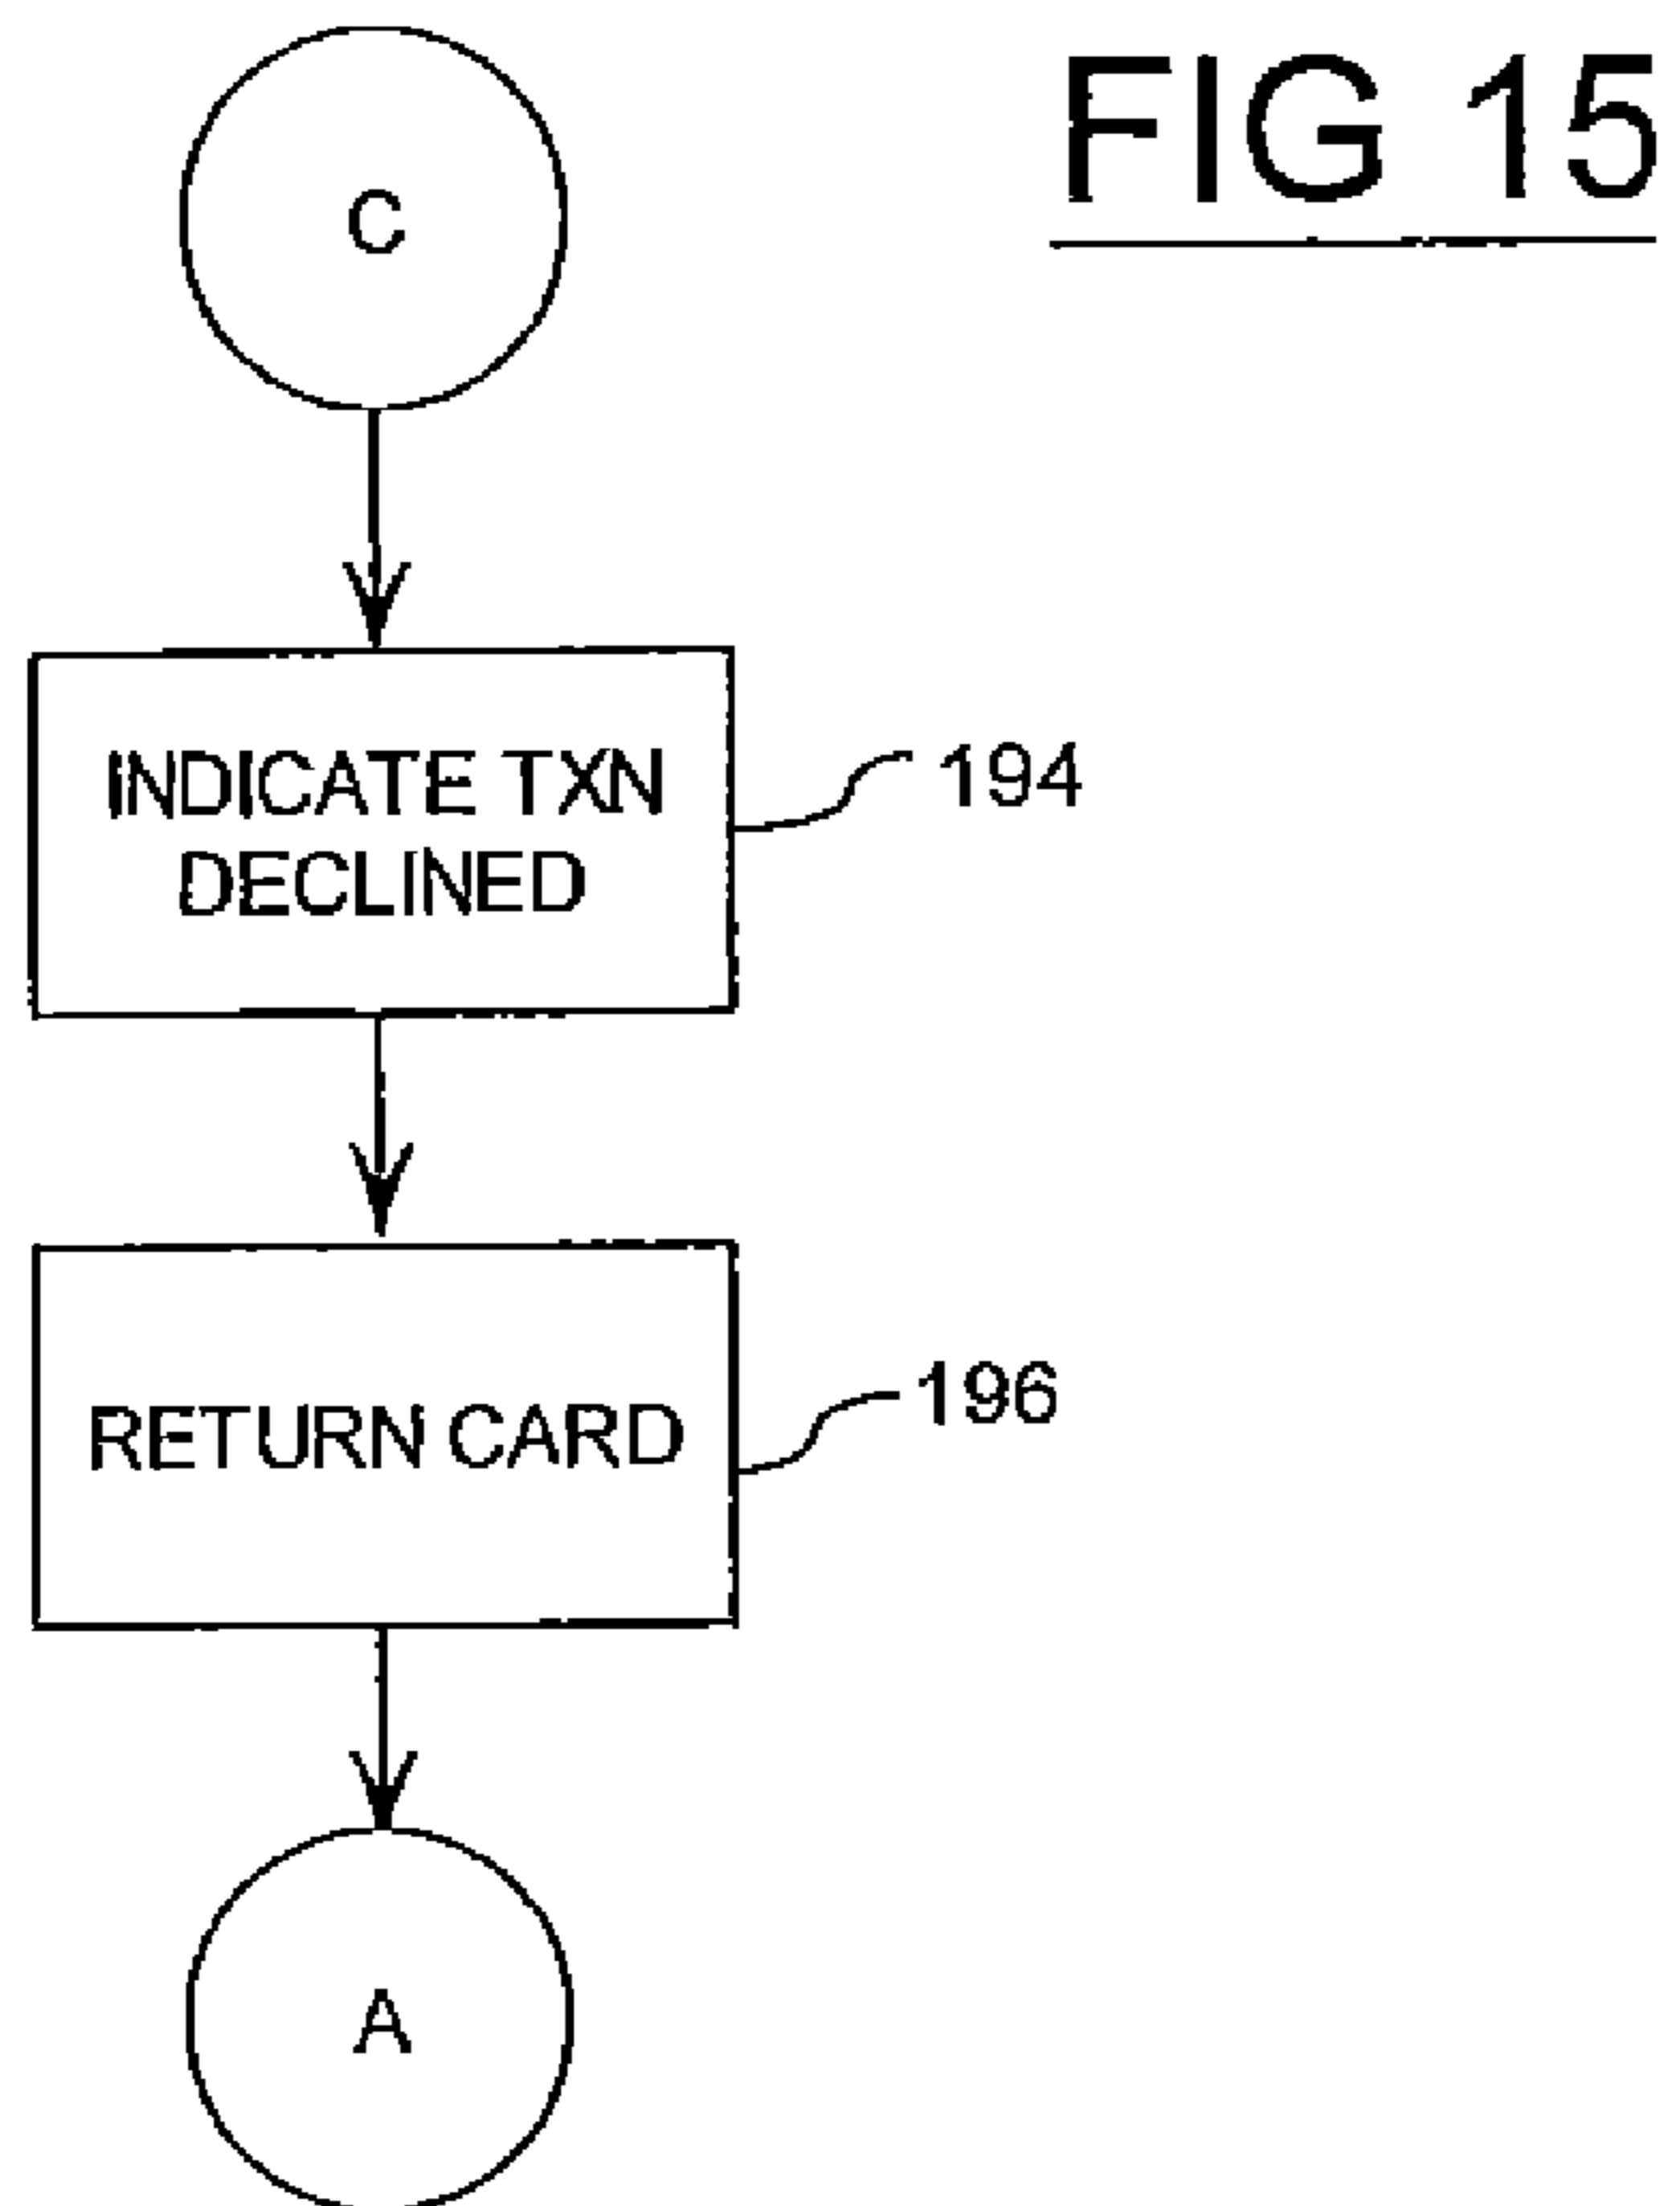 FIG 15
C
INDICATE TXN
DECLINED
194
RETURN CARD
196
A